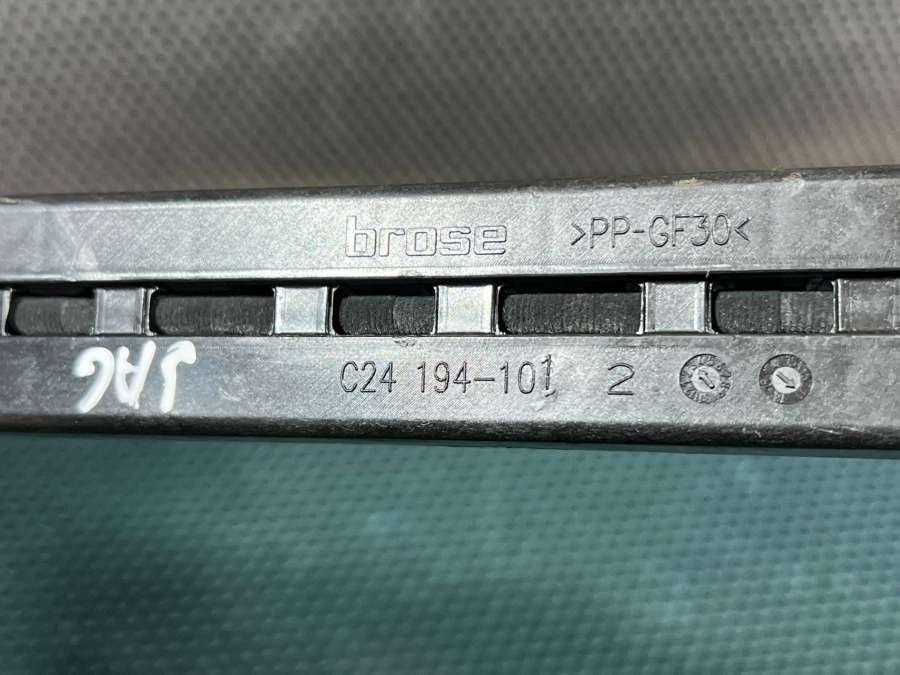 brose >PP-GF30<
JAG
C24 194-101 2